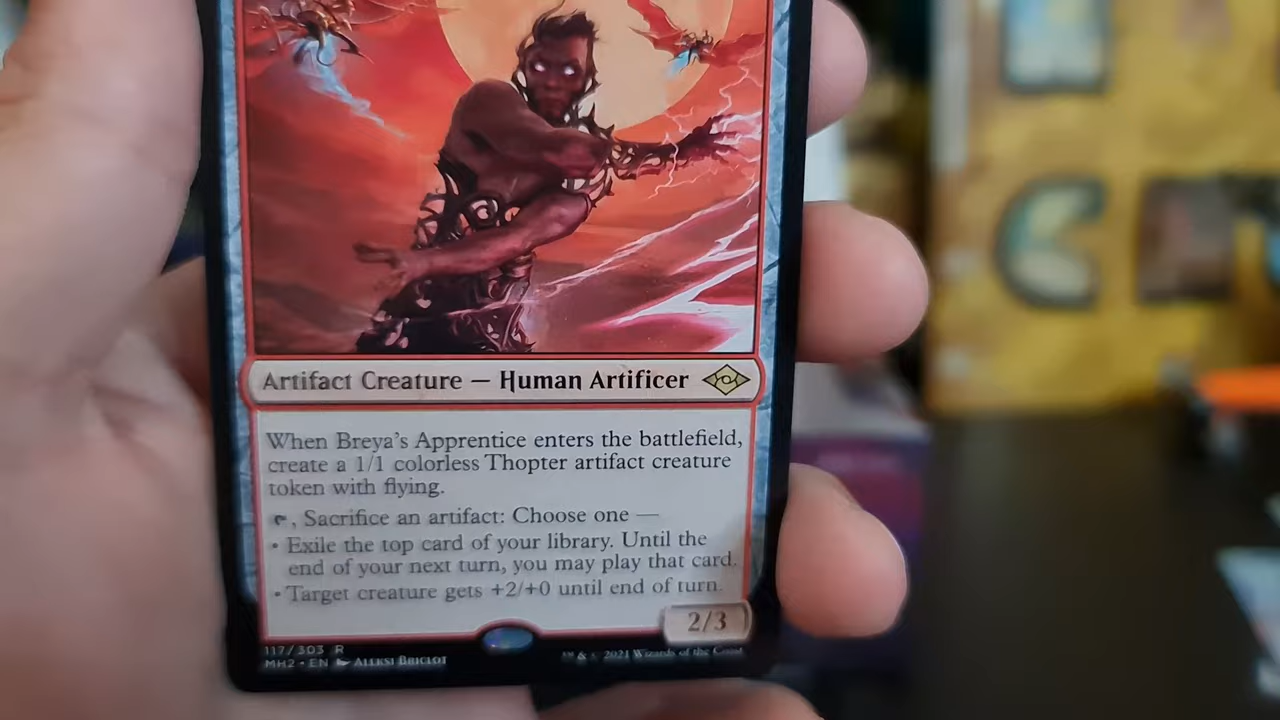 Artifact Creature — Human Artificer
When Breya's Apprentice enters the battlefield,
create a 1/1 colorless Thopter artifact creature
token with flying.
, Sacrifice an artifact: Choose one —
• Exile the top card of your library. Until the
end of your next turn, you may play that card.
• Target creature gets +2/+0 until end of turn.
2/3
117/303 R
MH2 • EN Aleksi Briclot
™ & © 2021 Wizards of the Coast